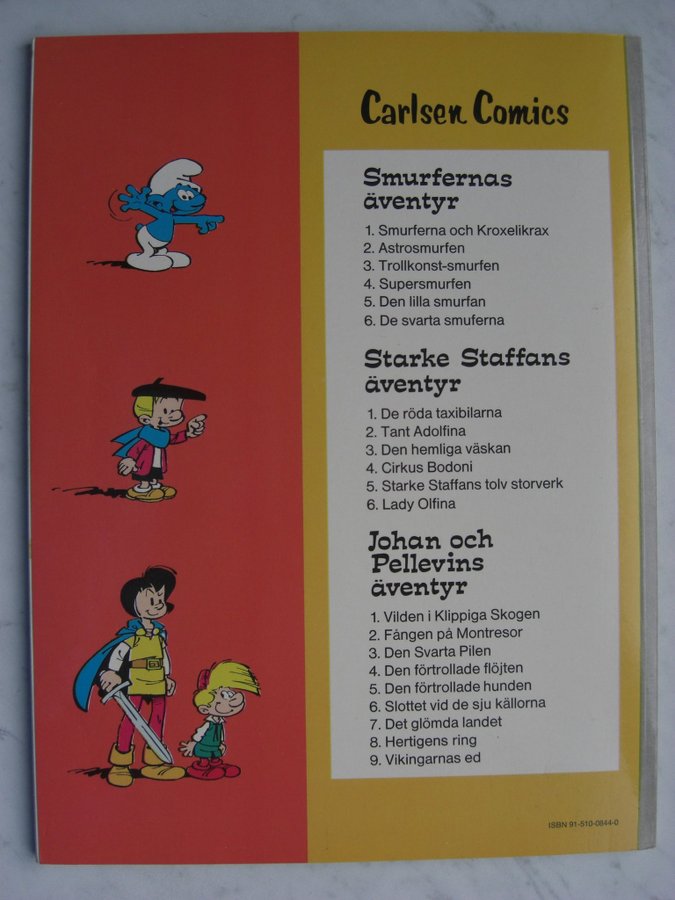 Carlsen Comics
Smurfernas
äventyr
1. Smurferna och Kroxelikrax
2. Astrosmurfen
3. Trollkonst-smurfen
4. Supersmurfen
5. Den lilla smurfan
6. De svarta smuferna
Starke Staffans
äventyr
1. De röda taxibilarna
2. Tant Adolfina
3. Den hemliga väskan
4. Cirkus Bodoni
5. Starke Staffans tolv storverk
6. Lady Olfina
Johan och
Pellevins
äventyr
1. Vilden i Klippiga Skogen
2. Fången på Montresor
3. Den Svarta Pilen
4. Den förtrollade flöjten
5. Den förtrollade hunden
6. Slottet vid de sju källorna
7. Det glömda landet
8. Hertigens ring
9. Vikingarnas ed
ISBN 91-510-0844-0